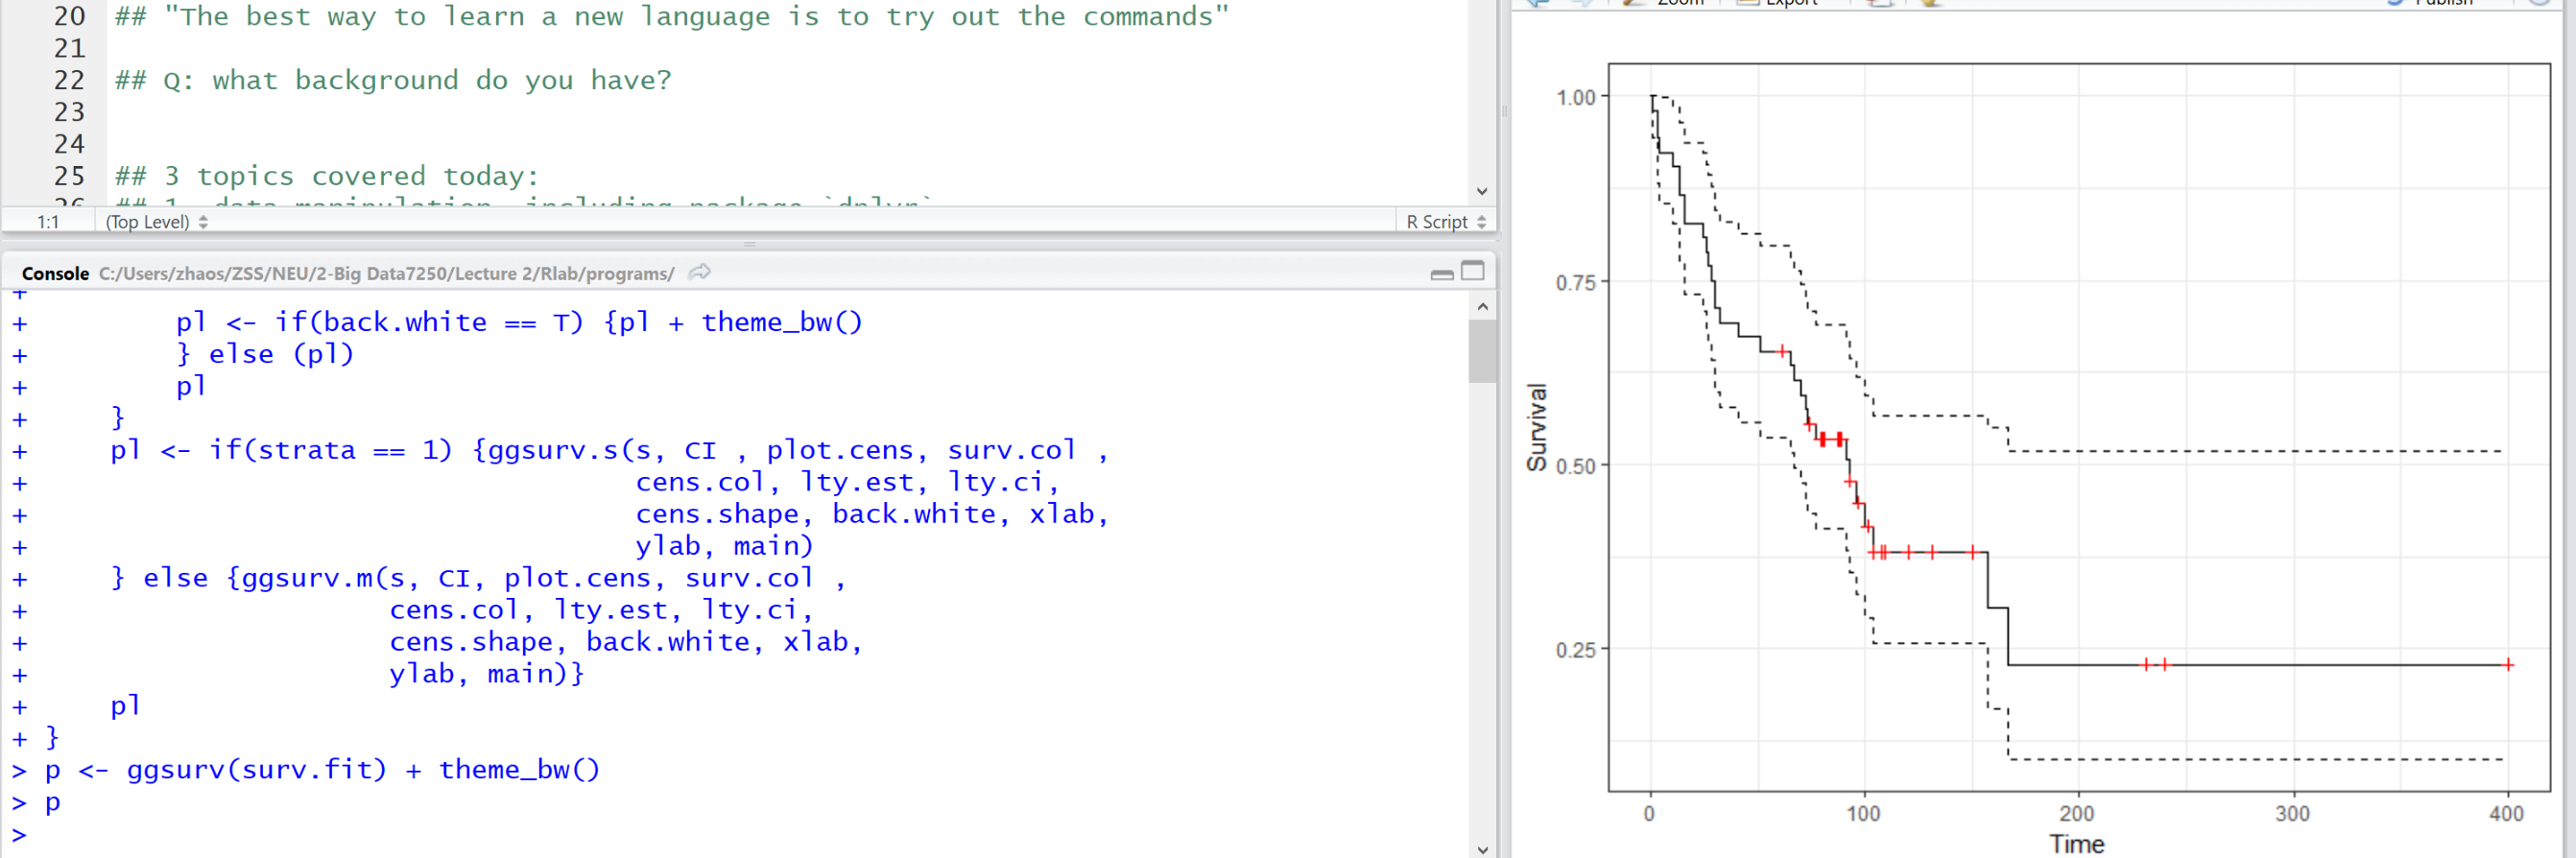 20 ## "The best way to learn a new language is to try out the commands"
21
22 ## Q: what background do you have?
23
24
25 ## 3 topics covered today:
26 ## 1. data manipulation, including package `dplyr`
1:1 (Top Level) R Script
Console C:/Users/zhaos/ZSS/NEU/2-Big Data7250/Lecture 2/Rlab/programs/
+
+ pl <- if(back.white == T) {pl + theme_bw()
+ } else (pl)
+ pl
+ }
+ pl <- if(strata == 1) {ggsurv.s(s, CI , plot.cens, surv.col ,
+ cens.col, lty.est, lty.ci,
+ cens.shape, back.white, xlab,
+ ylab, main)
+ } else {ggsurv.m(s, CI, plot.cens, surv.col ,
+ cens.col, lty.est, lty.ci,
+ cens.shape, back.white, xlab,
+ ylab, main)}
+ pl
+ }
> p <- ggsurv(surv.fit) + theme_bw()
> p
>
Zoom Export Publish
1.00
0.75
0.50
0.25
Survival
0 100 200 300 400
Time